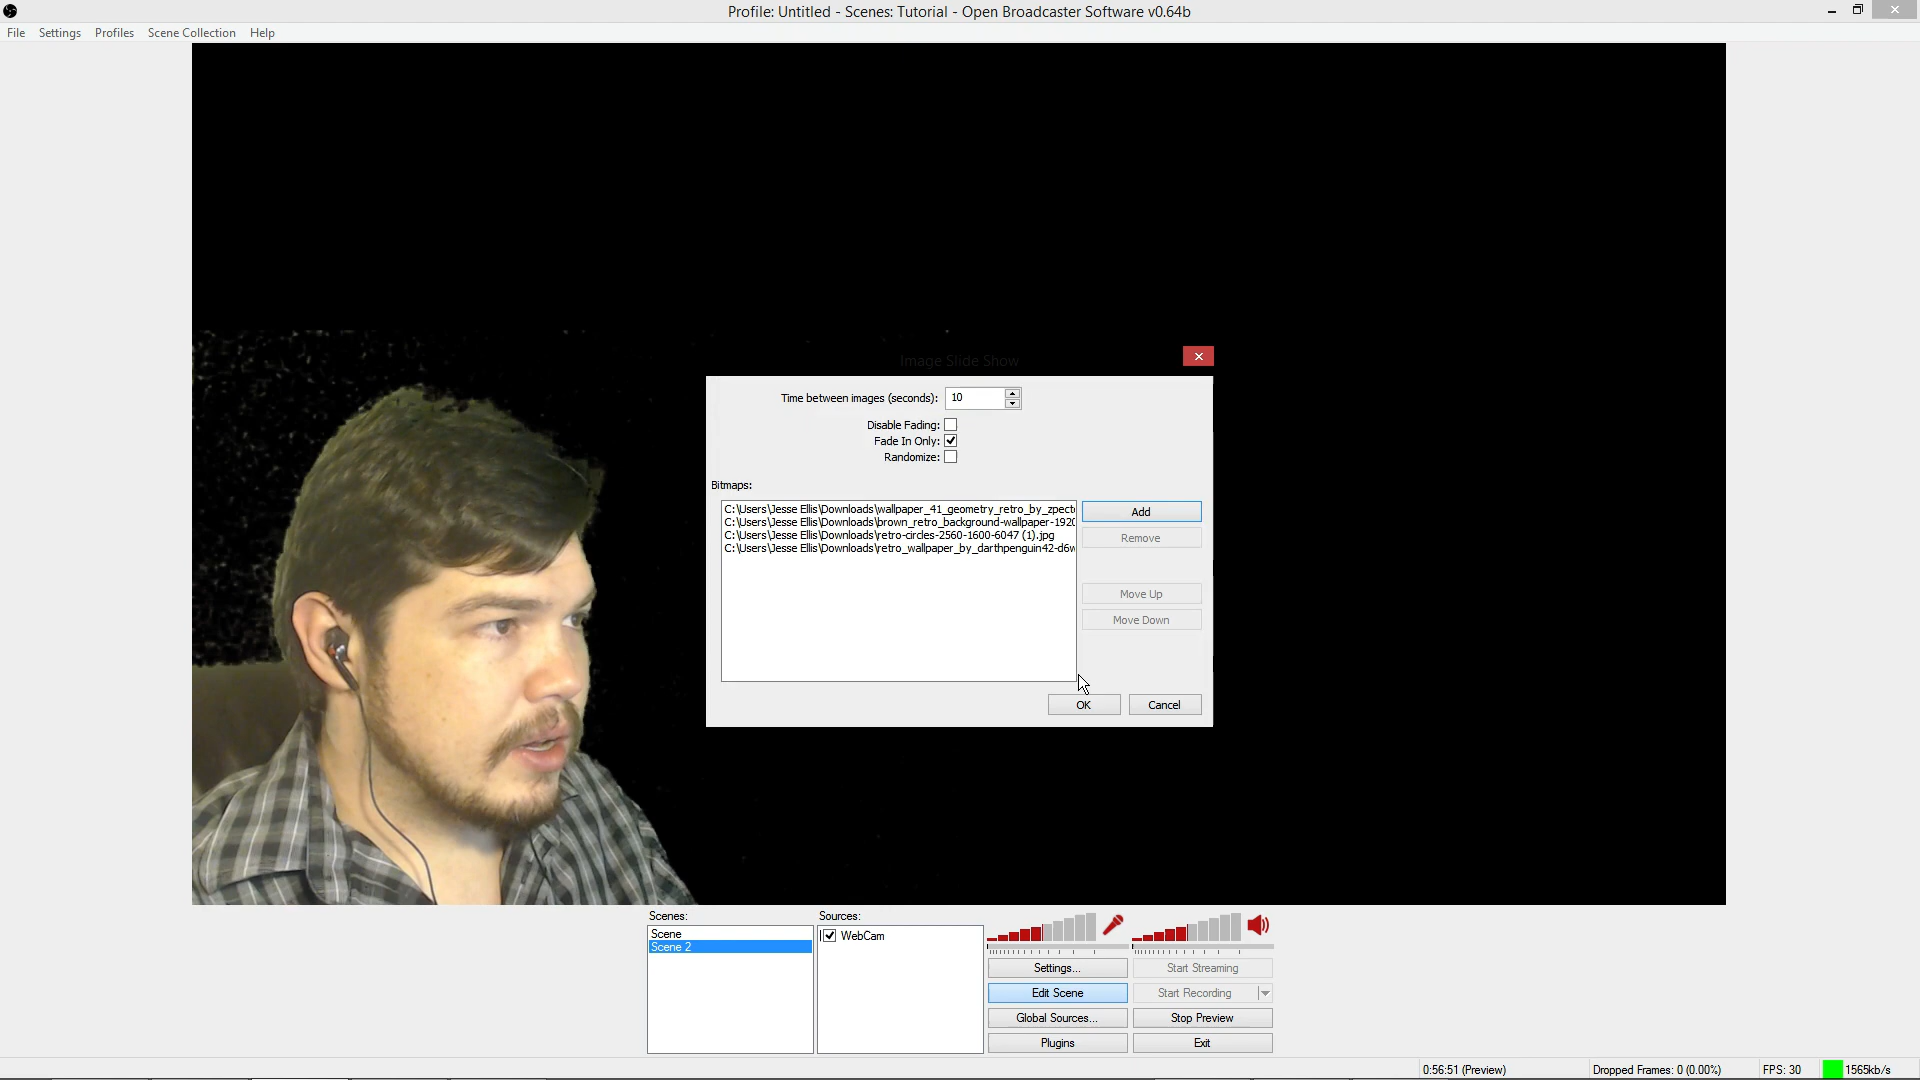 Profile: Untitled - Scenes: Tutorial - Open Broadcaster Software v0.64b
File Settings Profiles Scene Collection Help
Image Slide Show
Time between images (seconds): 10
Disable Fading:
Fade In Only:
Randomize:
Bitmaps:
C:\Users\Jesse Ellis\Downloads\wallpaper_41_geometry_retro_by_zpect
C:\Users\Jesse Ellis\Downloads\brown_retro_background-wallpaper-1920
C:\Users\Jesse Ellis\Downloads\retro-circles-2560-1600-6047 (1).jpg
C:\Users\Jesse Ellis\Downloads\retro_wallpaper_by_darthpenguin42-d6w
Add
Remove
Move Up
Move Down
OK Cancel
Scenes:
Scene
Scene 2
Sources:
WebCam
Settings... Start Streaming
Edit Scene Start Recording
Global Sources... Stop Preview
Plugins Exit
0:56:51 (Preview) Dropped Frames: 0 (0.00%) FPS: 30 1565kb/s